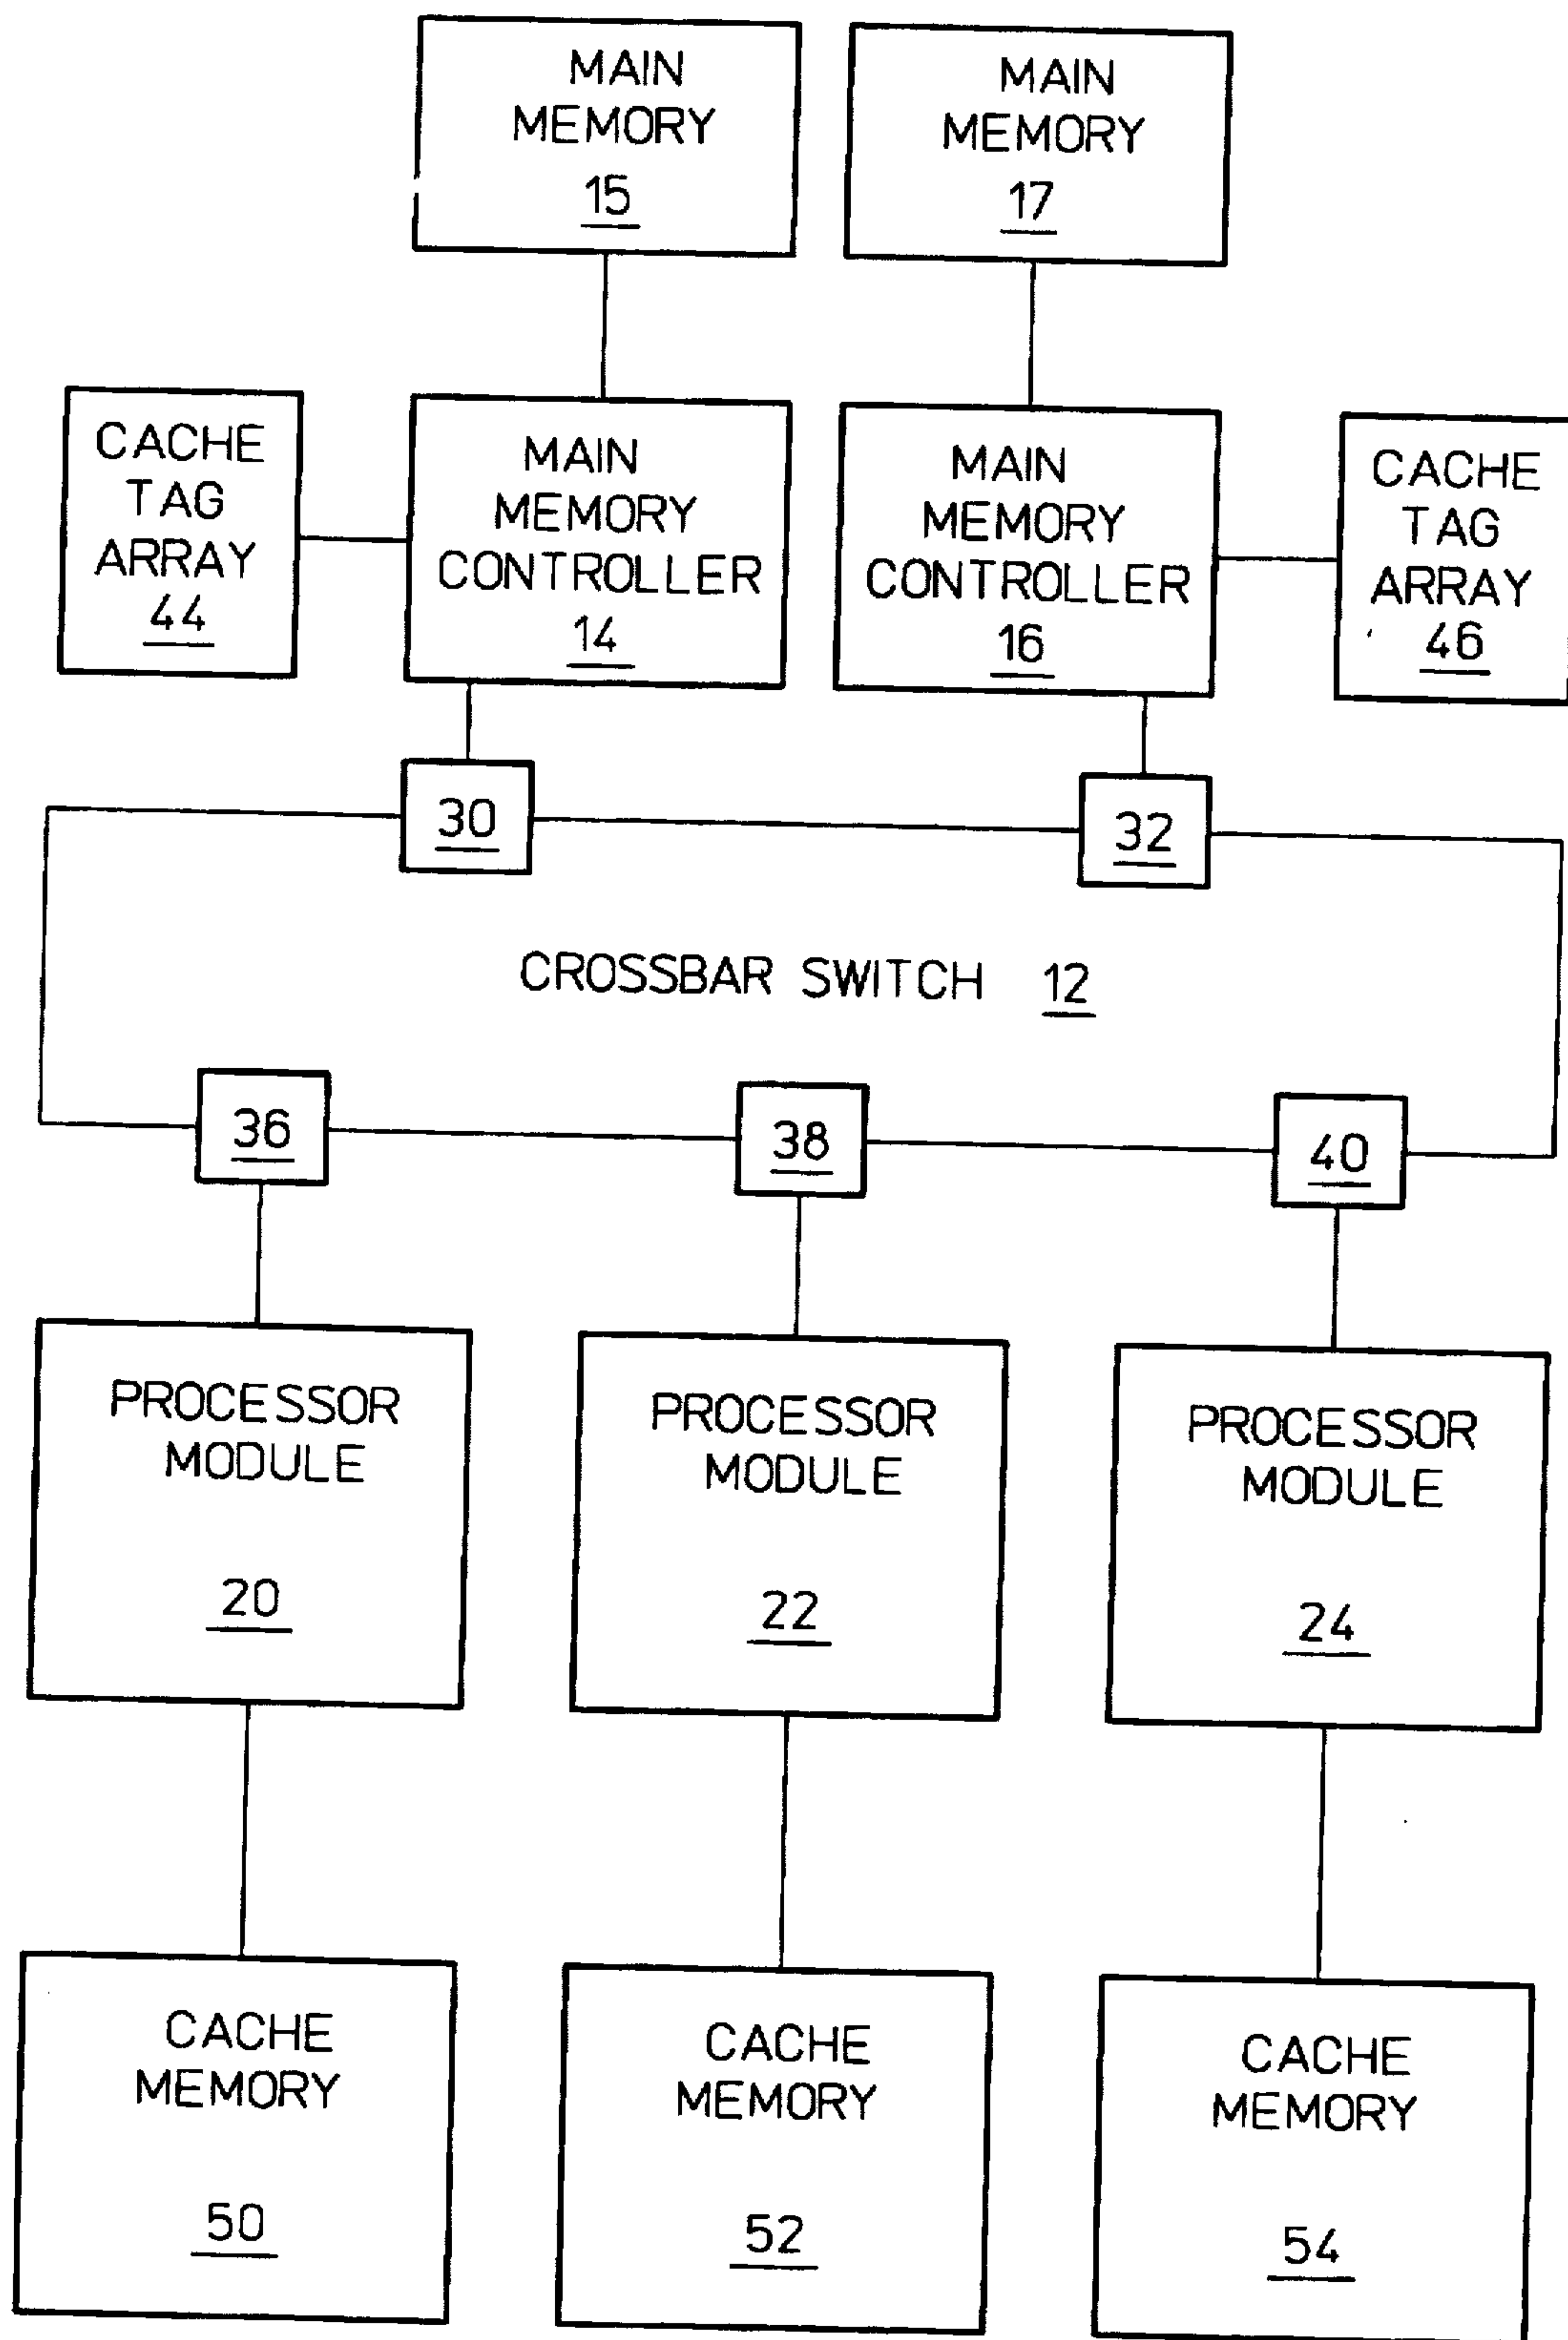 MAIN
MEMORY
15
MAIN
MEMORY
17
CACHE
TAG
ARRAY
44
MAIN
MEMORY
CONTROLLER
14
MAIN
MEMORY
CONTROLLER
16
CACHE
TAG
ARRAY
46
30
32
CROSSBAR SWITCH 12
36
38
40
PROCESSOR
MODULE
20
PROCESSOR
MODULE
22
PROCESSOR
MODULE
24
CACHE
MEMORY
50
CACHE
MEMORY
52
CACHE
MEMORY
54